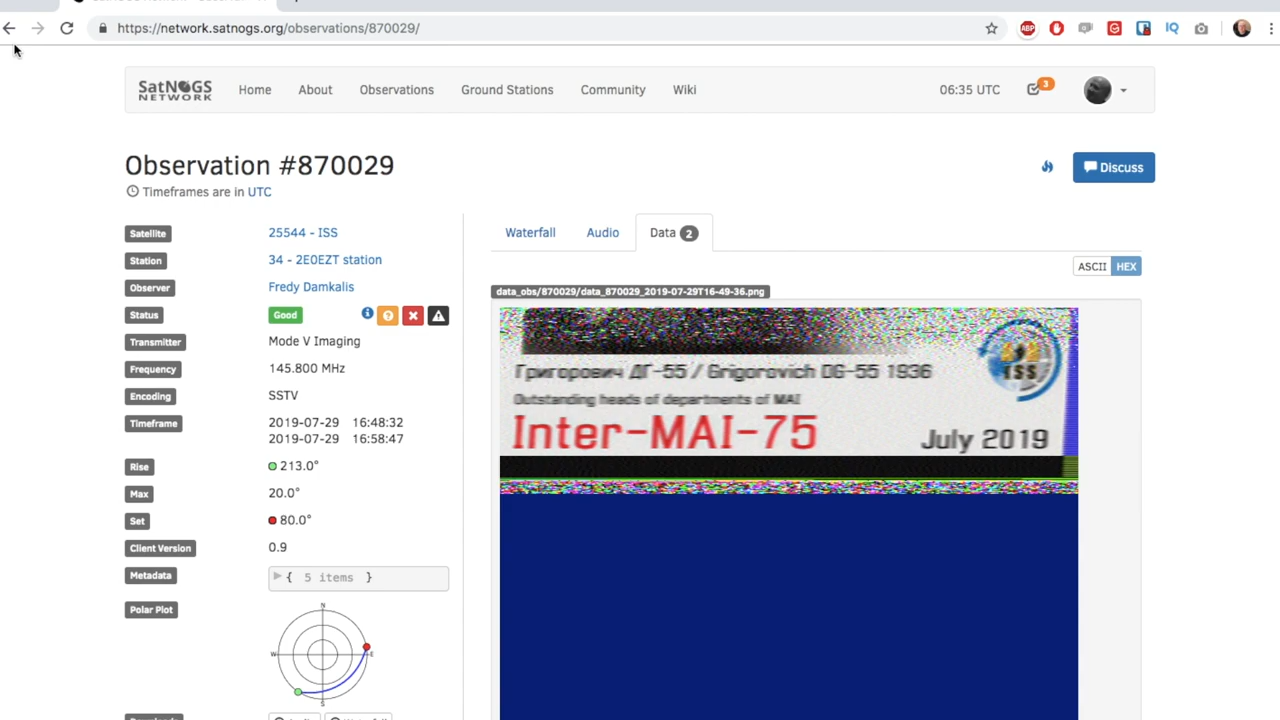 https://network.satnogs.org/observations/870029/
SatNOGS NETWORK Home About Observations Ground Stations Community Wiki 06:35 UTC 3
Observation #870029 Discuss
Timeframes are in UTC
Satellite 25544 - ISS
Station 34 - 2E0EZT station
Observer Fredy Damkalis
Status Good
Transmitter Mode V Imaging
Frequency 145.800 MHz
Encoding SSTV
Timeframe 2019-07-29 16:48:32
2019-07-29 16:58:47
Rise 213.0°
Max 20.0°
Set 80.0°
Client Version 0.9
Metadata { 5 items }
Polar Plot
N
W E
S
Waterfall Audio Data 2
ASCII HEX
data_obs/870029/data_870029_2019-07-29T16-49-36.png
Григорович ДГ-55 / Grigorovich DG-55 1936
Outstanding heads of departments of MAI
Inter-MAI-75 July 2019
ISS